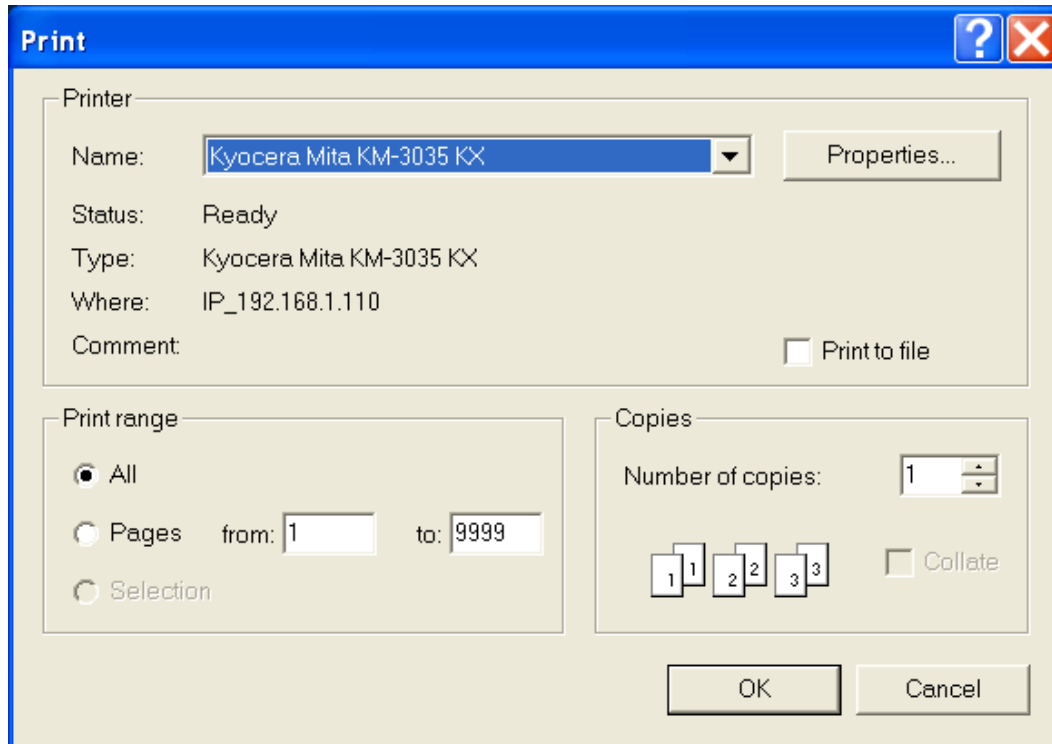 Print
Printer
Name: Kyocera Mita KM-3035 KX Properties...
Status: Ready
Type: Kyocera Mita KM-3035 KX
Where: IP_192.168.1.110
Comment:
Print to file
Print range
All
Pages from: 1 to: 9999
Selection
Copies
Number of copies: 1
1 1 2 2 3 3 Collate
OK Cancel